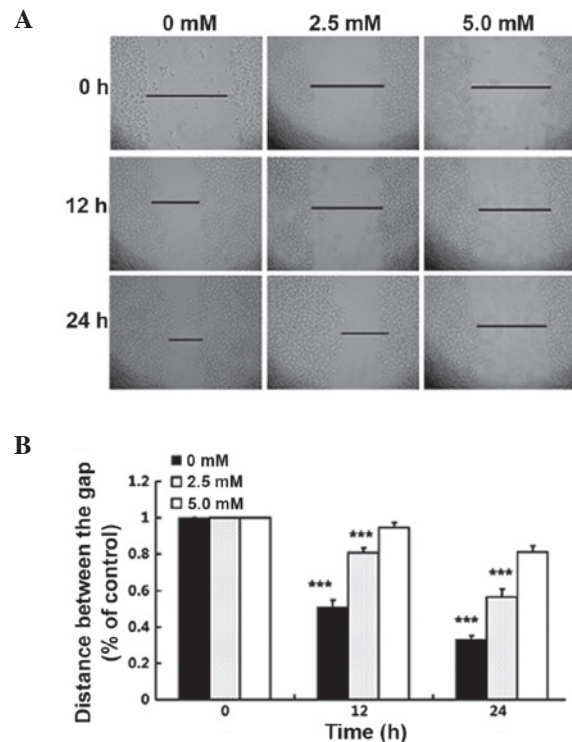 A
0 mM 2.5 mM 5.0 mM
0 h
12 h
24 h
B
Distance between the gap
(% of control)
0 mM
2.5 mM
5.0 mM
1.2
1
0.8
0.6
0.4
0.2
0
***
***
***
***
0 12 24
Time (h)